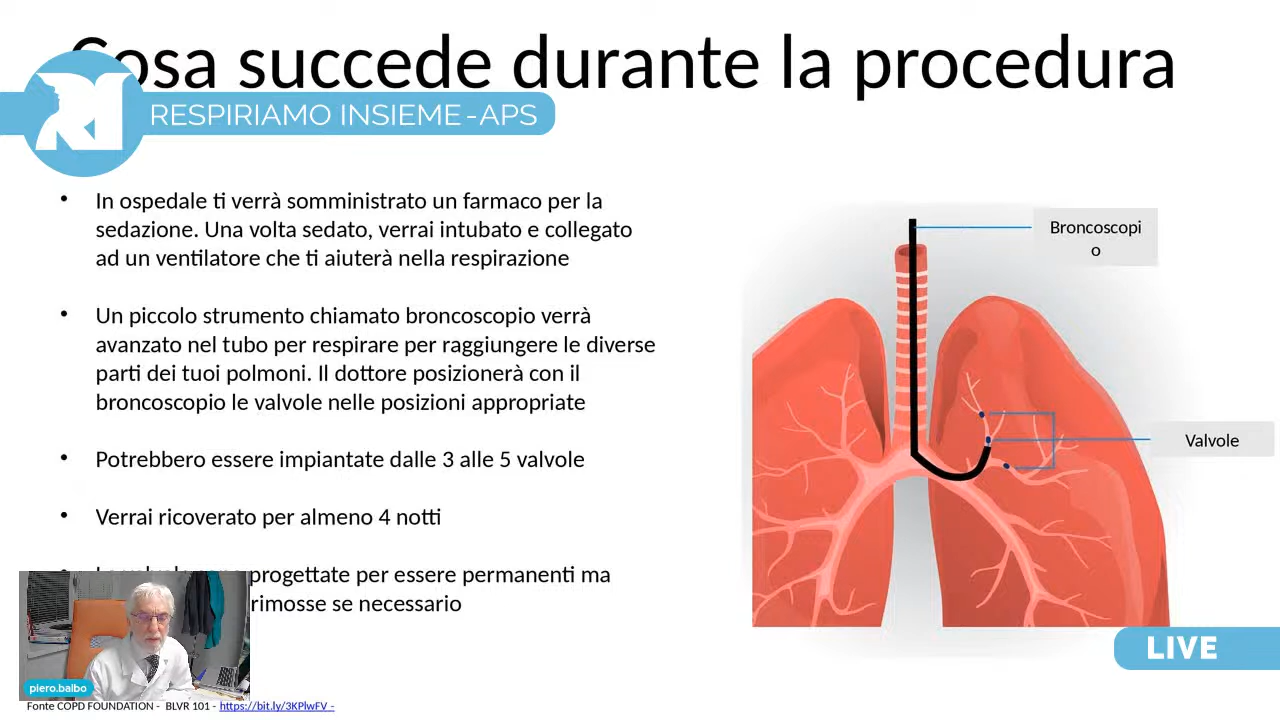 Cosa succede durante la procedura
RESPIRIAMO INSIEME-APS
• In ospedale ti verrà somministrato un farmaco per la
sedazione. Una volta sedato, verrai intubato e collegato
ad un ventilatore che ti aiuterà nella respirazione
• Un piccolo strumento chiamato broncoscopio verrà
avanzato nel tubo per respirare per raggiungere le diverse
parti dei tuoi polmoni. Il dottore posizionerà con il
broncoscopio le valvole nelle posizioni appropriate
• Potrebbero essere impiantate dalle 3 alle 5 valvole
• Verrai ricoverato per almeno 4 notti
progettate per essere permanenti ma
rimosse se necessario
Broncoscopi
o
Valvole
LIVE
piero.balbo
Fonte COPD FOUNDATION - BLVR 101 - https://bit.ly/3KPlwFV -